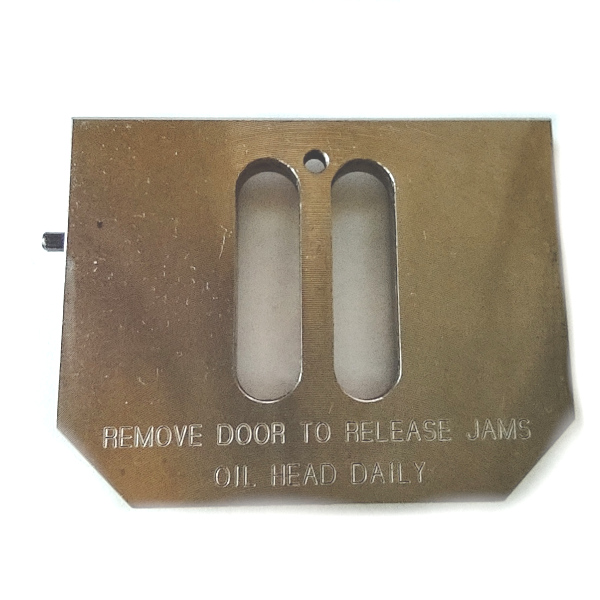 REMOVE DOOR TO RELEASE JAMS
OIL HEAD DAILY